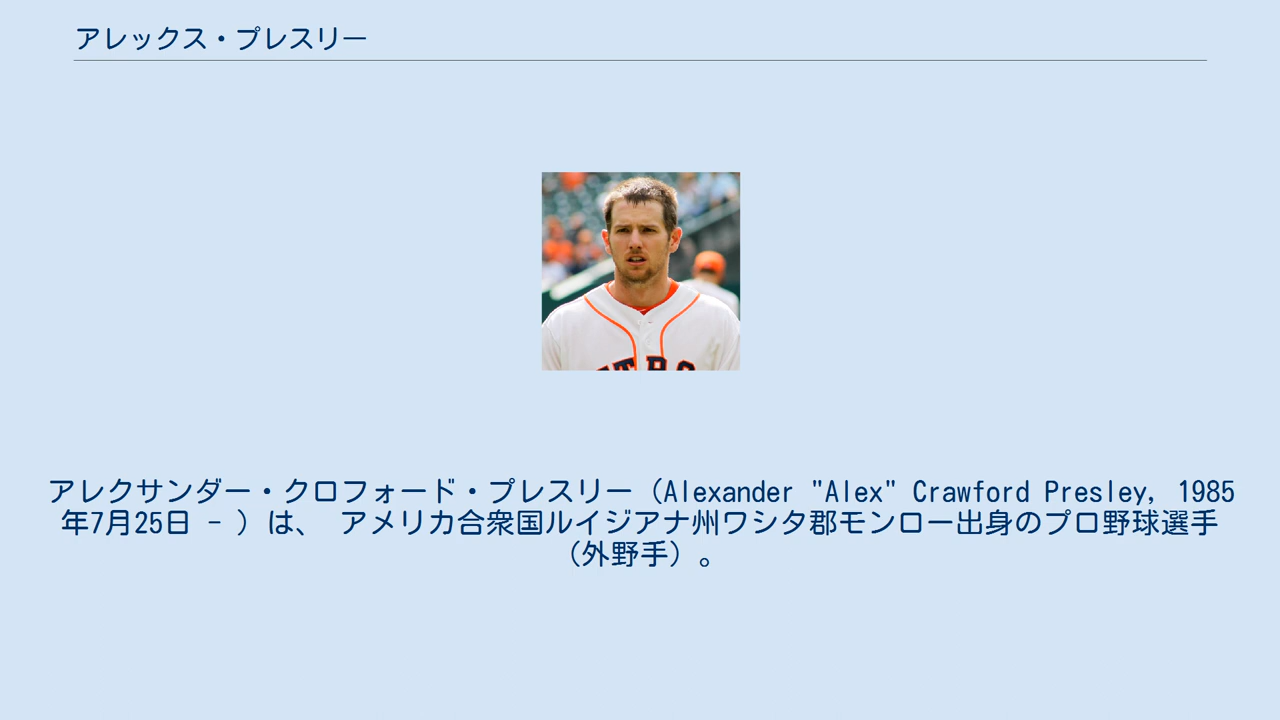 アレックス・プレスリー
アレクサンダー・クロフォード・プレスリー（Alexander "Alex" Crawford Presley, 1985
年7月25日 - ）は、 アメリカ合衆国ルイジアナ州ワシタ郡モンロー出身のプロ野球選手
（外野手）。